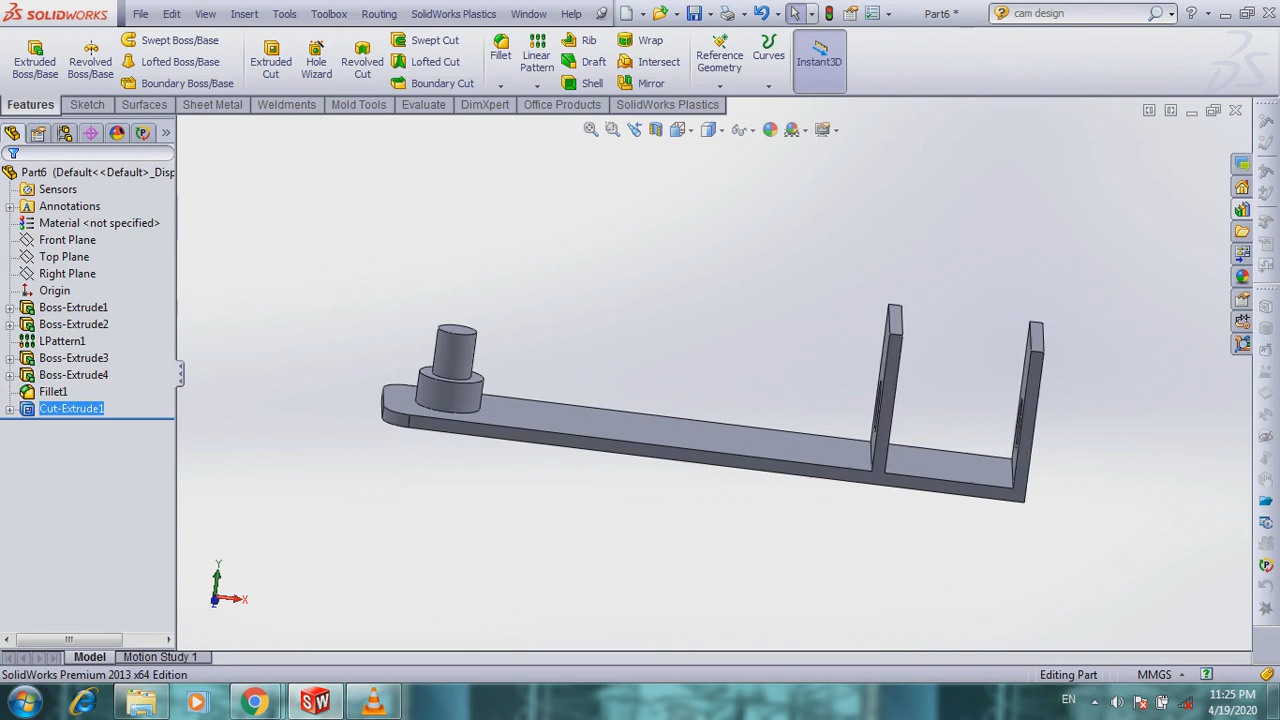 SOLIDWORKS File Edit View Insert Tools Toolbox Routing SolidWorks Plastics Window Help Part6 * cam design
Extruded Boss/Base
Revolved Boss/Base
Swept Boss/Base
Lofted Boss/Base
Boundary Boss/Base
Extruded Cut
Hole Wizard
Revolved Cut
Swept Cut
Lofted Cut
Boundary Cut
Fillet
Linear Pattern
Rib
Draft
Shell
Wrap
Intersect
Mirror
Reference Geometry
Curves
Instant3D
Features Sketch Surfaces Sheet Metal Weldments Mold Tools Evaluate DimXpert Office Products SolidWorks Plastics
Part6 (Default<<Default>_Disp
Sensors
Annotations
Material <not specified>
Front Plane
Top Plane
Right Plane
Origin
Boss-Extrude1
Boss-Extrude2
LPattern1
Boss-Extrude3
Boss-Extrude4
Fillet1
Cut-Extrude1
Y
X
Z
Model Motion Study 1
SolidWorks Premium 2013 x64 Edition Editing Part MMGS
EN 11:25 PM
4/19/2020